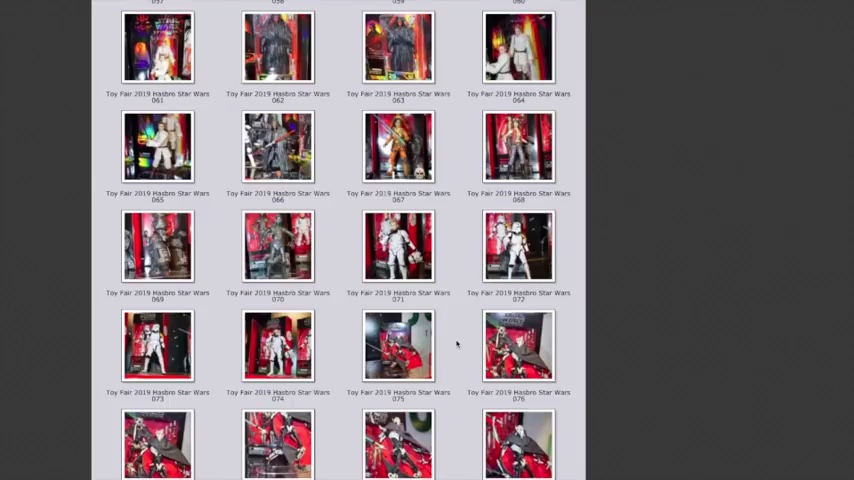 057 058 059 060
Toy Fair 2019 Hasbro Star Wars 061
Toy Fair 2019 Hasbro Star Wars 062
Toy Fair 2019 Hasbro Star Wars 063
Toy Fair 2019 Hasbro Star Wars 064
Toy Fair 2019 Hasbro Star Wars 065
Toy Fair 2019 Hasbro Star Wars 066
Toy Fair 2019 Hasbro Star Wars 067
Toy Fair 2019 Hasbro Star Wars 068
Toy Fair 2019 Hasbro Star Wars 069
Toy Fair 2019 Hasbro Star Wars 070
Toy Fair 2019 Hasbro Star Wars 071
Toy Fair 2019 Hasbro Star Wars 072
Toy Fair 2019 Hasbro Star Wars 073
Toy Fair 2019 Hasbro Star Wars 074
Toy Fair 2019 Hasbro Star Wars 075
Toy Fair 2019 Hasbro Star Wars 076